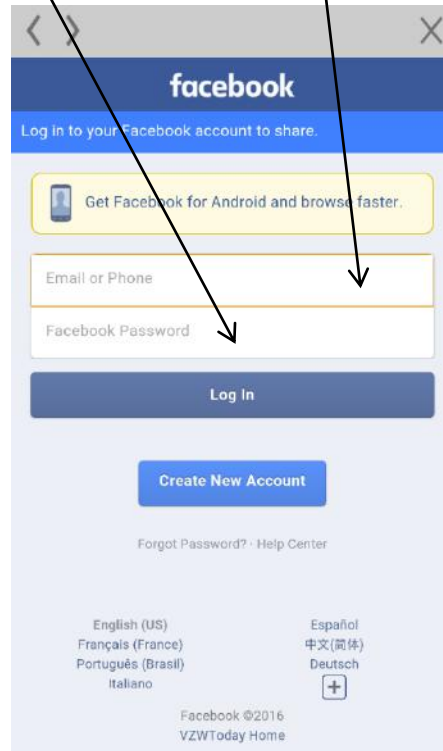 facebook
Log in to your Facebook account to share.
Get Facebook for Android and browse faster.
Email or Phone
Facebook Password
Log In
Create New Account
Forgot Password? · Help Center
English (US) Español
Français (France) 中文(简体)
Português (Brasil) Deutsch
Italiano +
Facebook ©2016
VZWToday Home